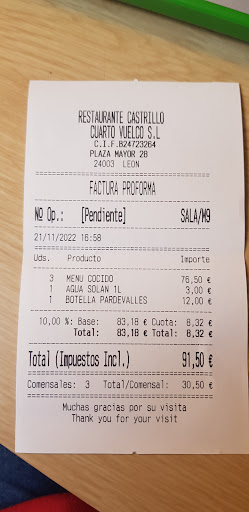 RESTAURANTE CASTRILLO
CUARTO VUELCO S.L
C.I.F.B24723264
PLAZA MAYOR 28
24003 LEON
FACTURA PROFORMA
Nº Op.: [Pendiente] SALA/M9
21/11/2022 16:58
Uds. Producto Importe
3 MENU COCIDO 76,50 €
1 AGUA SOLAN 1L 3,00 €
1 BOTELLA PARDEVALLES 12,00 €
10,00 %: Base: 83,18 € Cuota: 8,32 €
Total: 83,18 € Total: 8,32 €
Total (Impuestos Incl.) 91,50 €
Comensales: 3 Total/Comensal: 30,50 €
Muchas gracias por su visita
Thank you for your visit